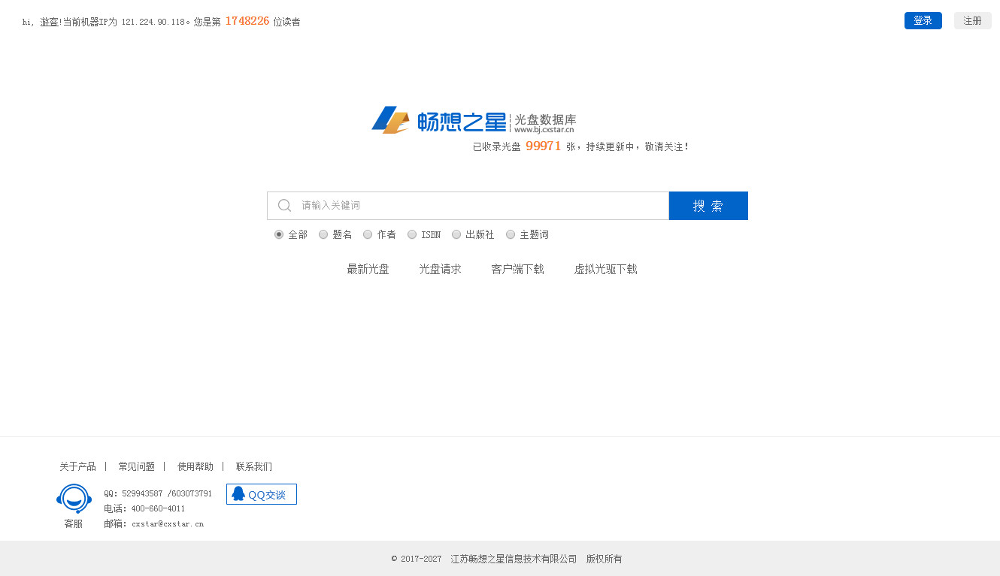 hi, 游客!当前机器IP为 121.224.90.118。您是第 1748226 位读者
登录 注册
畅想之星 光盘数据库
www.bj.cxstar.cn
已收录光盘 99971 张，持续更新中，敬请关注！
请输入关键词 搜 索
全部 题名 作者 ISBN 出版社 主题词
最新光盘 光盘请求 客户端下载 虚拟光驱下载
关于产品 | 常见问题 | 使用帮助 | 联系我们
QQ：529943587 /603073791 QQ交谈
电话：400-660-4011
客服 邮箱：cxstar@cxstar.cn
© 2017-2027 江苏畅想之星信息技术有限公司 版权所有